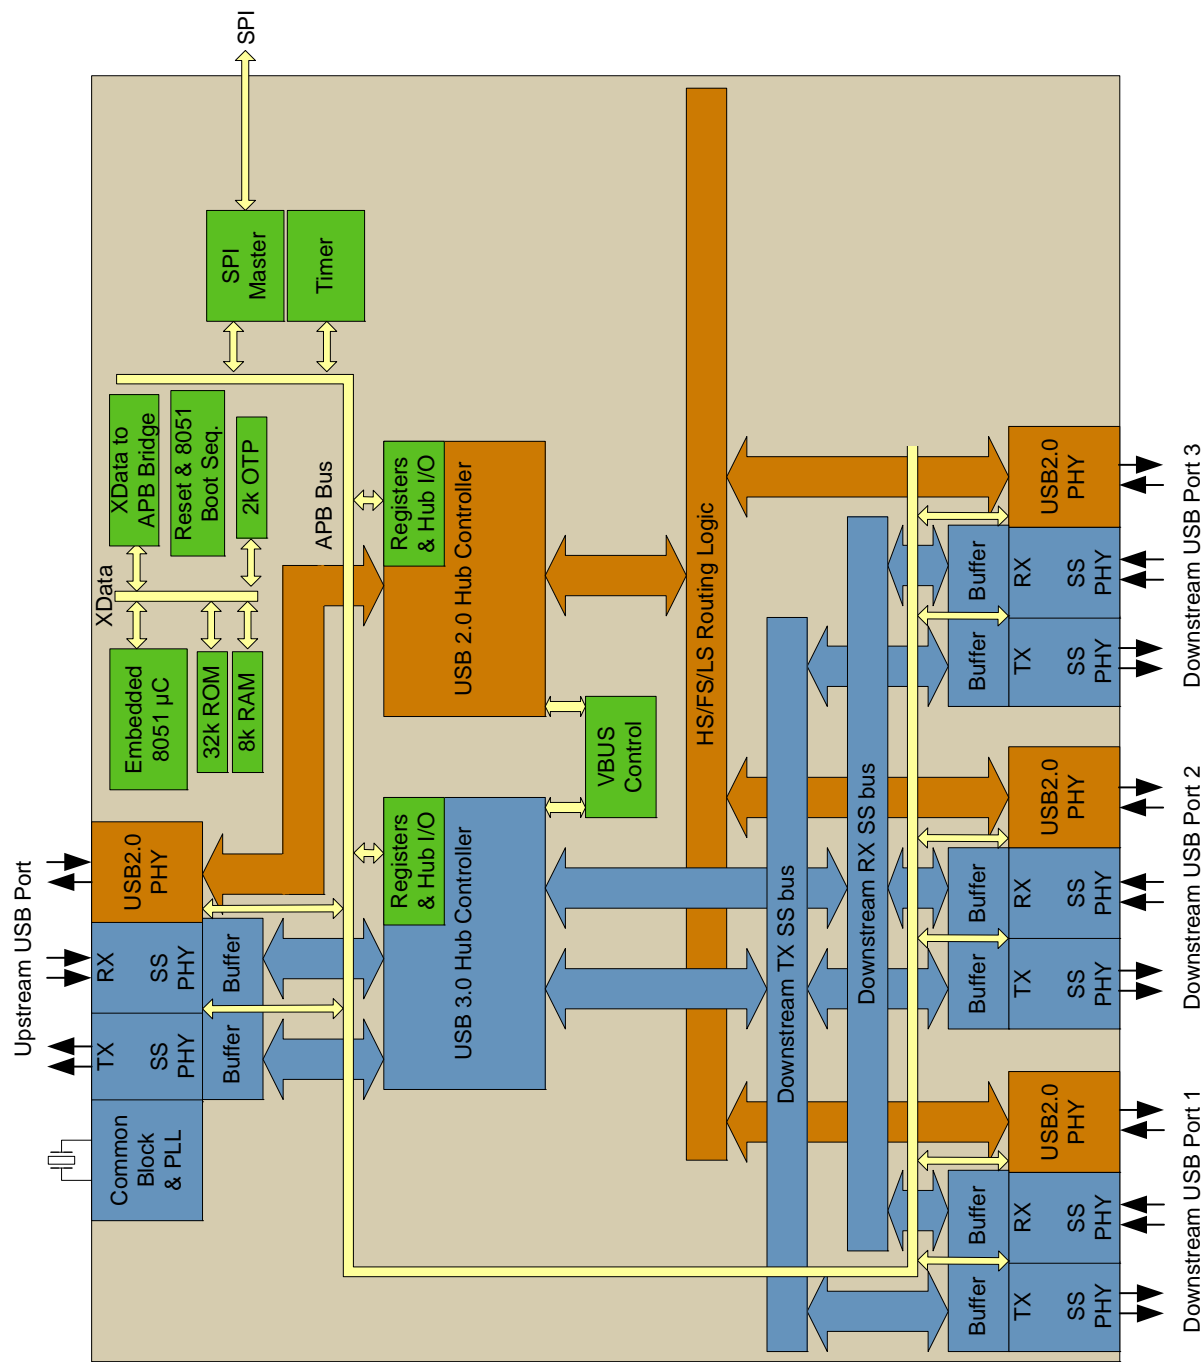 SPI
SPI
Master
Timer
XData to
APB Bridge
Reset & 8051
Boot Seq.
2k OTP
XData
Embedded
8051 µC
32k ROM
8k RAM
APB Bus
Registers
& Hub I/O
USB 2.0 Hub Controller
Registers
& Hub I/O
USB 3.0 Hub Controller
VBUS
Control
Upstream USB Port
USB2.0
PHY
RX
SS
PHY
Buffer
TX
SS
PHY
Buffer
Common
Block
& PLL
HS/FS/LS Routing Logic
Downstream TX SS bus
Downstream RX SS bus
USB2.0
PHY
Buffer
RX
SS
PHY
Buffer
TX
SS
PHY
Downstream USB Port 3
USB2.0
PHY
Buffer
RX
SS
PHY
Buffer
TX
SS
PHY
Downstream USB Port 2
USB2.0
PHY
Buffer
RX
SS
PHY
Buffer
TX
SS
PHY
Downstream USB Port 1